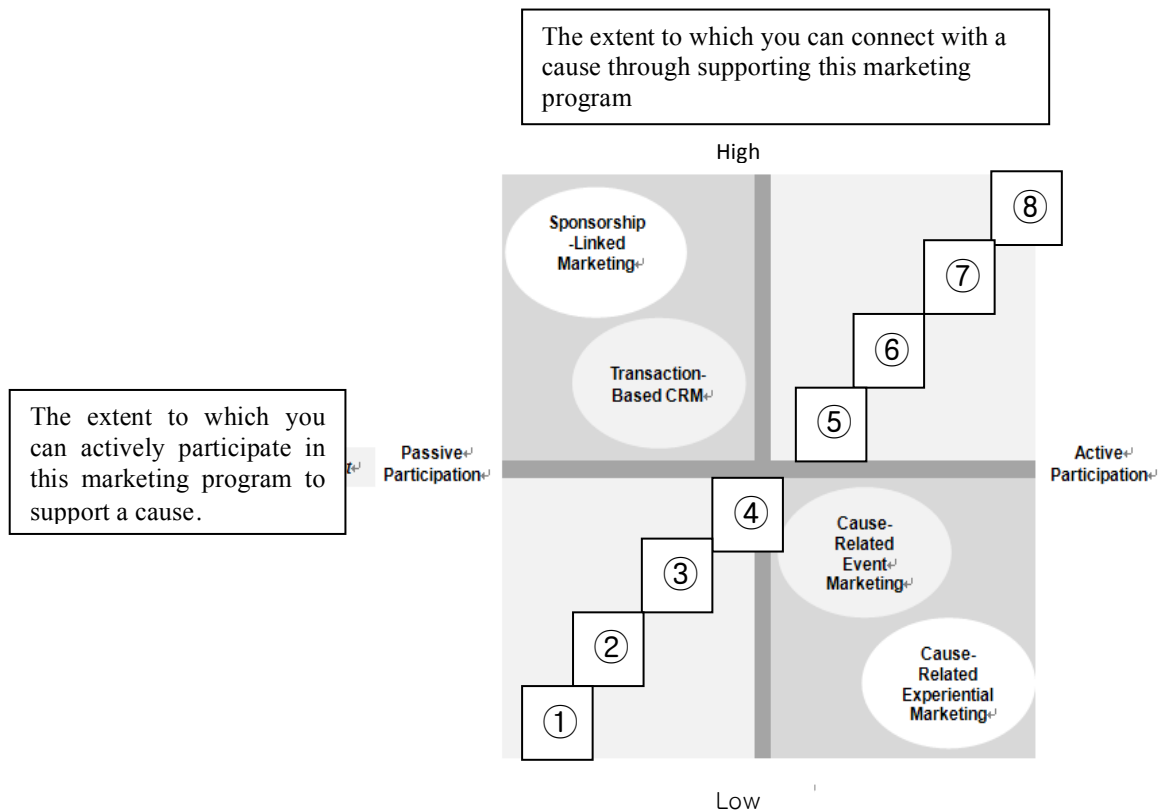 The extent to which you can connect with a
cause through supporting this marketing
program
High
⑧
Sponsorship
-Linked
Marketing↵
⑦
⑥
Transaction-
Based CRM↵
⑤
The extent to which you
can actively participate in
this marketing program to
support a cause.
t↵
Passive↵
Participation↵
Active↵
Participation↵
④
Cause-
Related
Event↵
Marketing↵
③
②
Cause-
Related
Experiential
Marketing↵
①
Low